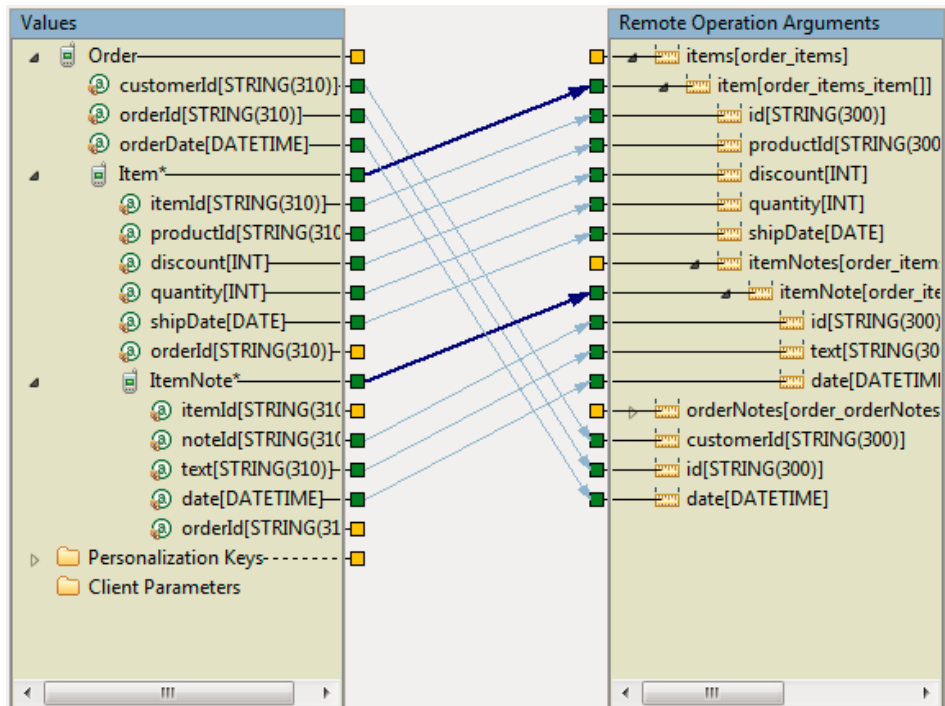 Values
Order
customerId[STRING(310)]
orderId[STRING(310)]
orderDate[DATETIME]
Item*
itemId[STRING(310)]
productId[STRING(310
discount[INT]
quantity[INT]
shipDate[DATE]
orderId[STRING(310)]
ItemNote*
itemId[STRING(310
noteId[STRING(310
text[STRING(310)]
date[DATETIME]
orderId[STRING(31
Personalization Keys
Client Parameters
Remote Operation Arguments
items[order_items]
item[order_items_item[]]
id[STRING(300)]
productId[STRING(300
discount[INT]
quantity[INT]
shipDate[DATE]
itemNotes[order_items
itemNote[order_ite
id[STRING(300)
text[STRING(30
date[DATETIME
orderNotes[order_orderNotes
customerId[STRING(300)]
id[STRING(300)]
date[DATETIME]